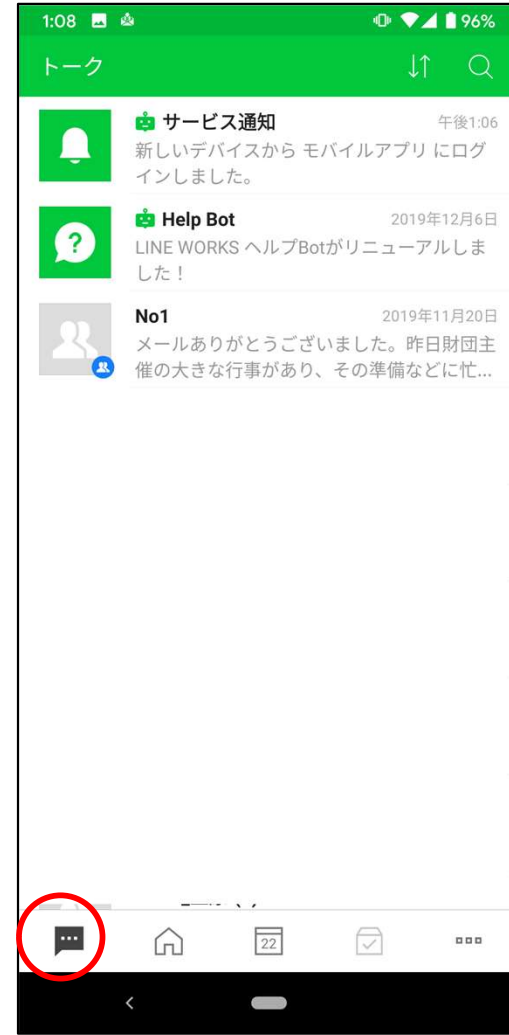 1:08 96%
トーク
サービス通知 午後1:06
新しいデバイスから モバイルアプリ にログ
インしました。
Help Bot 2019年12月6日
LINE WORKS ヘルプBotがリニューアルしま
した！
No1 2019年11月20日
メールありがとうございました。昨日財団主
催の大きな行事があり、その準備などに忙...
22